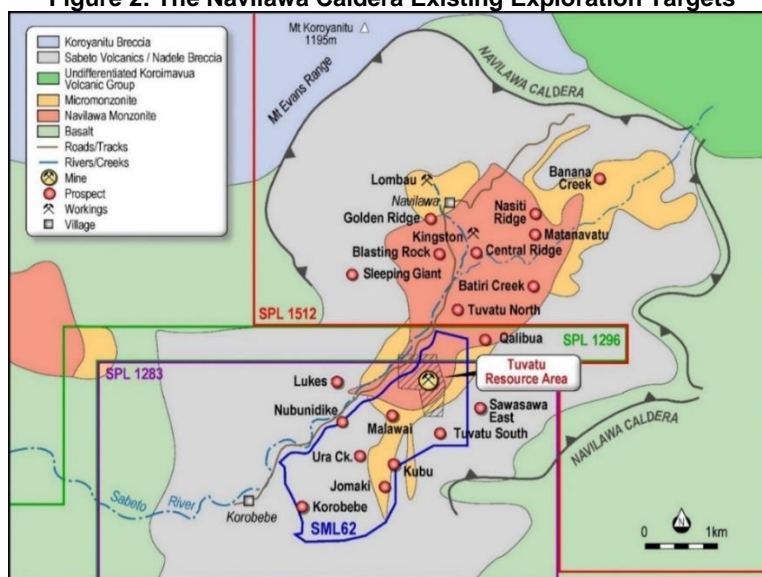 Figure 2. The Navilawa Caldera Existing Exploration Targets
Koroyanitu Breccia
Sabeto Volcanics / Nadele Breccia
Undifferentiated Koroimavua
Volcanic Group
Micromonzonite
Navilawa Monzonite
Basalt
Roads/Tracks
Rivers/Creeks
Mine
Prospect
Workings
Village
Mt Koroyanitu
1195m
Mt Evans Range
NAVILAWA CALDERA
Lombau
Navilawa
Banana
Creek
Golden Ridge
Nasiti
Ridge
Kingston
Matanavatu
Blasting Rock
Central Ridge
Sleeping Giant
Batiri Creek
Tuvatu North
SPL 1512
Qalibua
SPL 1296
SPL 1283
Tuvatu
Resource Area
Lukes
Nubunidike
Malawai
Sawasawa
East
Tuvatu South
NAVILAWA CALDERA
Ura Ck.
Kubu
Jomaki
Sabeto River
Korobebe
Korobebe
SML62
N
0 1km